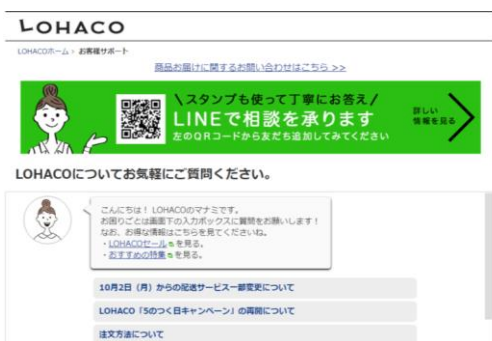 LOHACO
LOHACOホーム › お客様サポート
商品お届けに関するお問い合わせはこちら >>
\スタンプも使って丁寧にお答え/
LINEで相談を承ります
左のQRコードから友だち追加してみてください
詳しい
情報を見る
LOHACOについてお気軽にご質問ください。
こんにちは！ LOHACOのマナミです。
お困りごとは画面下の入力ボックスに質問をお願いします！
なお、お得な情報はこちらを見てくださいね。
・LOHACOセールを見る。
・おすすめの特集を見る。
10月2日（月）からの配送サービス一部変更について
LOHACO「5のつく日キャンペーン」の再開について
注文方法について